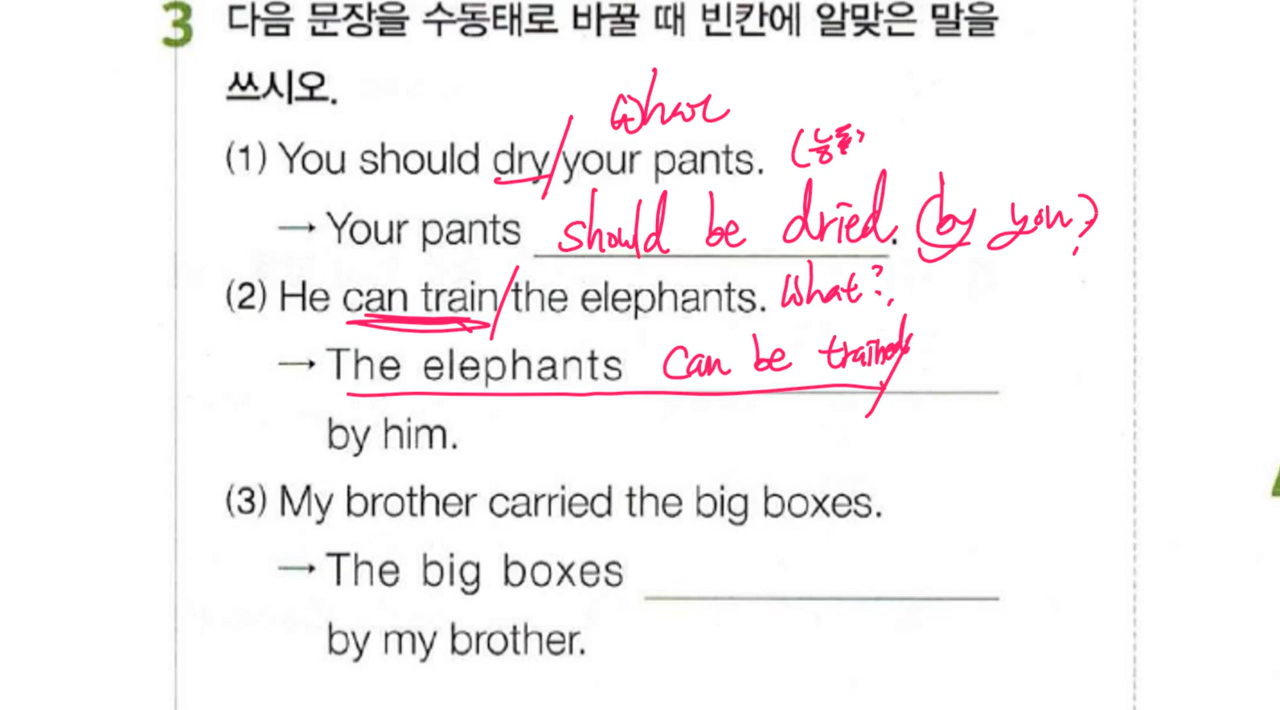 3 다음 문장을 수동태로 바꿀 때 빈칸에 알맞은 말을
쓰시오.
What
(1) You should dry/your pants. (능동)
→ Your pants should be dried. (by you?)
(2) He can train/the elephants. What?
→ The elephants can be trained
by him.
(3) My brother carried the big boxes.
→ The big boxes
by my brother.